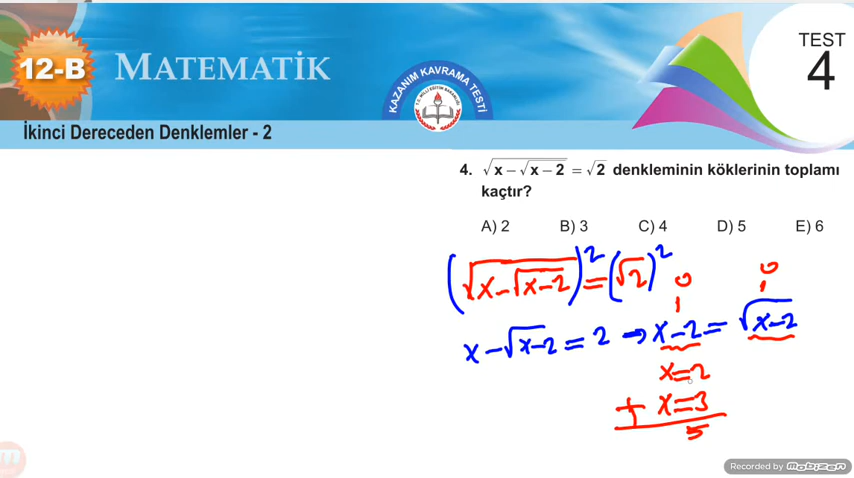 12-B MATEMATİK
KAZANIM KAVRAMA TESTİ
TEST
4
İkinci Dereceden Denklemler - 2
4. √(x − √(x − 2)) = √2 denkleminin köklerinin toplamı
kaçtır?
A) 2 B) 3 C) 4 D) 5 E) 6
(√(x − √(x−2)))² = (√2)²
0 0
1 1
x − √(x−2) = 2 → x−2 = √(x−2)
x=2
+ x=3
5
Recorded by mobizen